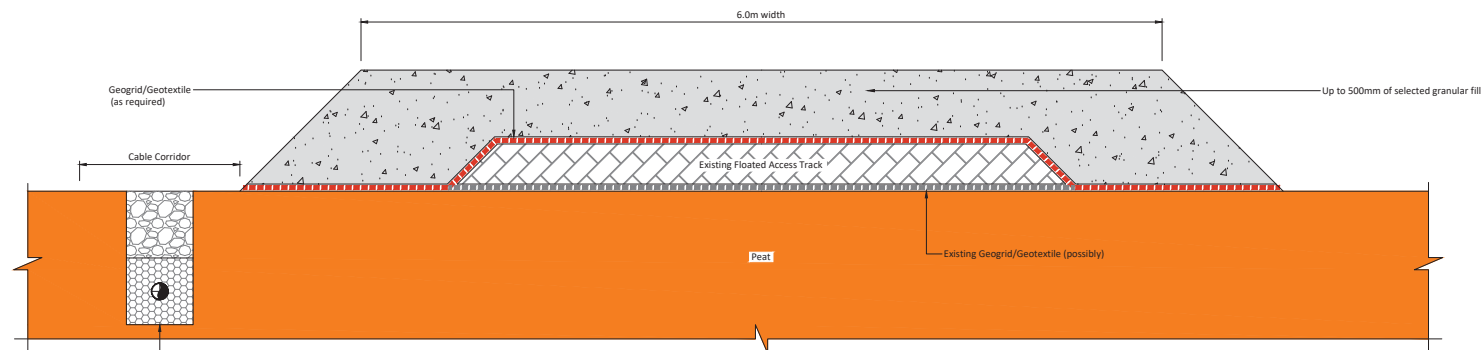 6.0m width
Geogrid/Geotextile
(as required)
Up to 500mm of selected granular fill
Cable Corridor
Existing Floated Access Track
Peat
Existing Geogrid/Geotextile (possibly)